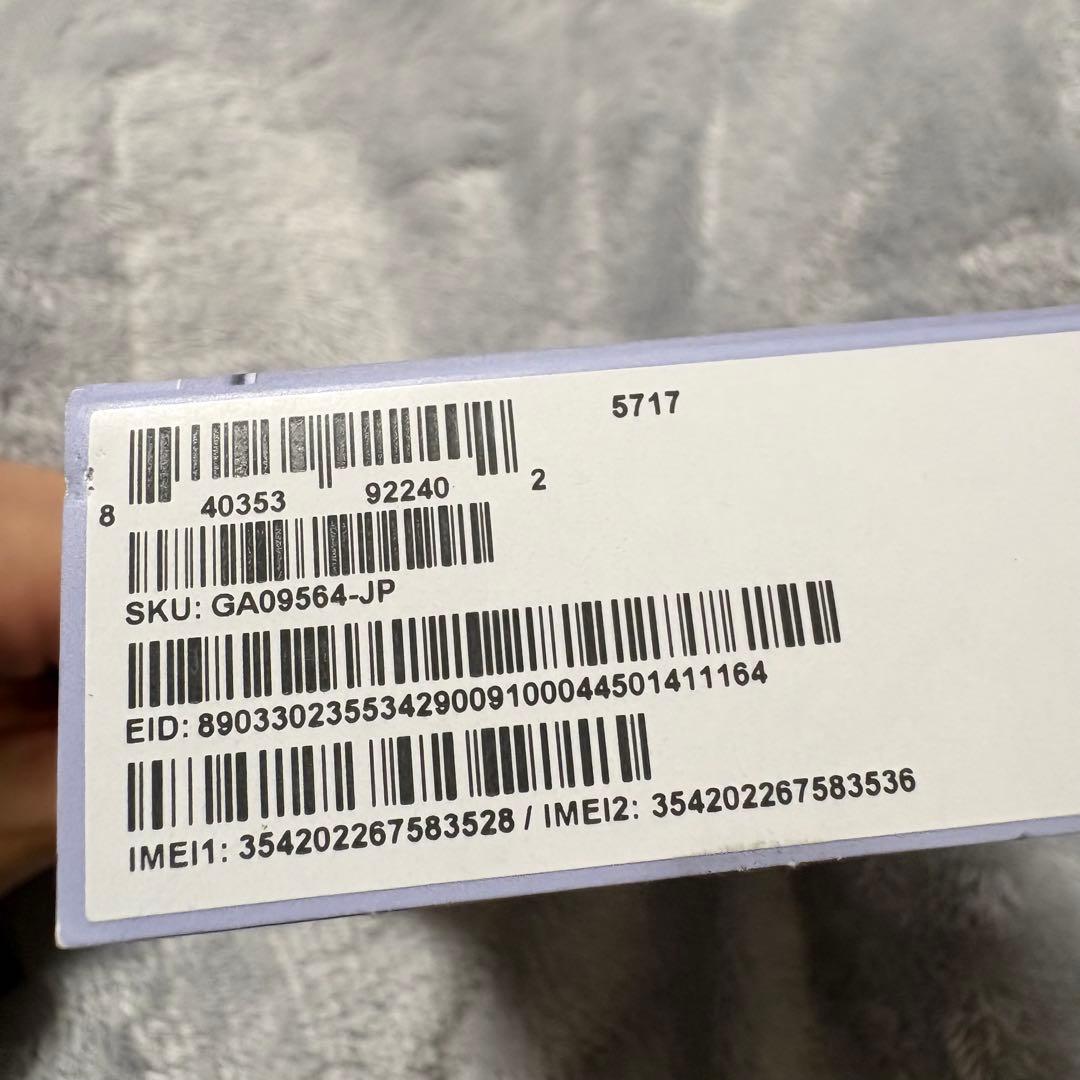 5717
8 40353 92240 2
SKU: GA09564-JP
EID: 89033023553429009100044501411164
IMEI1: 354202267583528 / IMEI2: 354202267583536